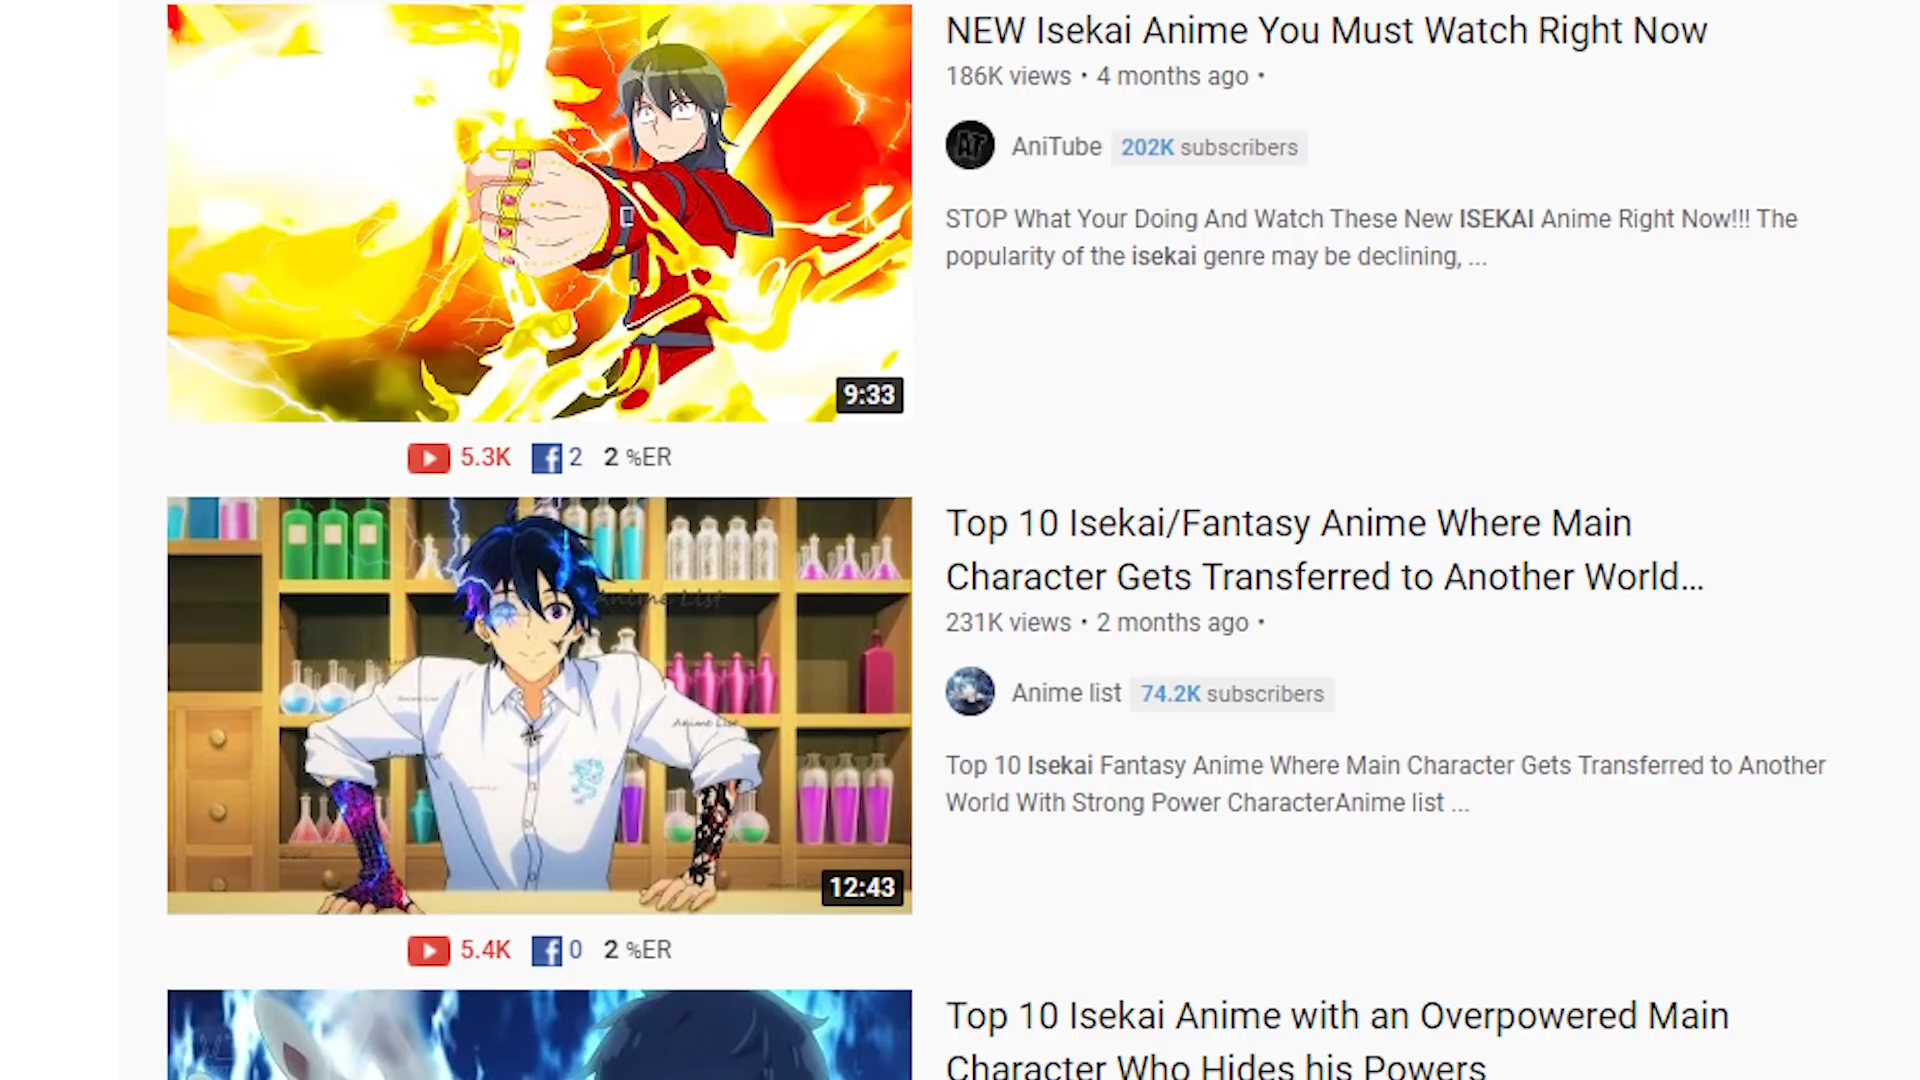 NEW Isekai Anime You Must Watch Right Now
186K views • 4 months ago •
AT
AniTube 202K subscribers
STOP What Your Doing And Watch These New ISEKAI Anime Right Now!!! The
popularity of the isekai genre may be declining, ...
9:33
5.3K f 2 2 %ER
Top 10 Isekai/Fantasy Anime Where Main
Character Gets Transferred to Another World...
231K views • 2 months ago •
Anime list 74.2K subscribers
Top 10 Isekai Fantasy Anime Where Main Character Gets Transferred to Another
World With Strong Power CharacterAnime list ...
Anime List
Anime List
12:43
5.4K f 0 2 %ER
Top 10 Isekai Anime with an Overpowered Main
Character Who Hides his Powers